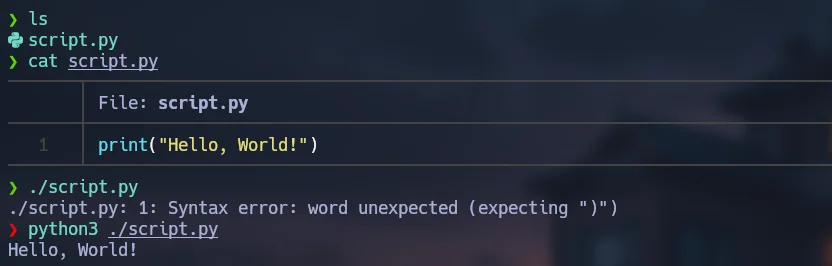 ❯ ls
script.py
❯ cat script.py
File: script.py
1 print("Hello, World!")
❯ ./script.py
./script.py: 1: Syntax error: word unexpected (expecting ")")
❯ python3 ./script.py
Hello, World!